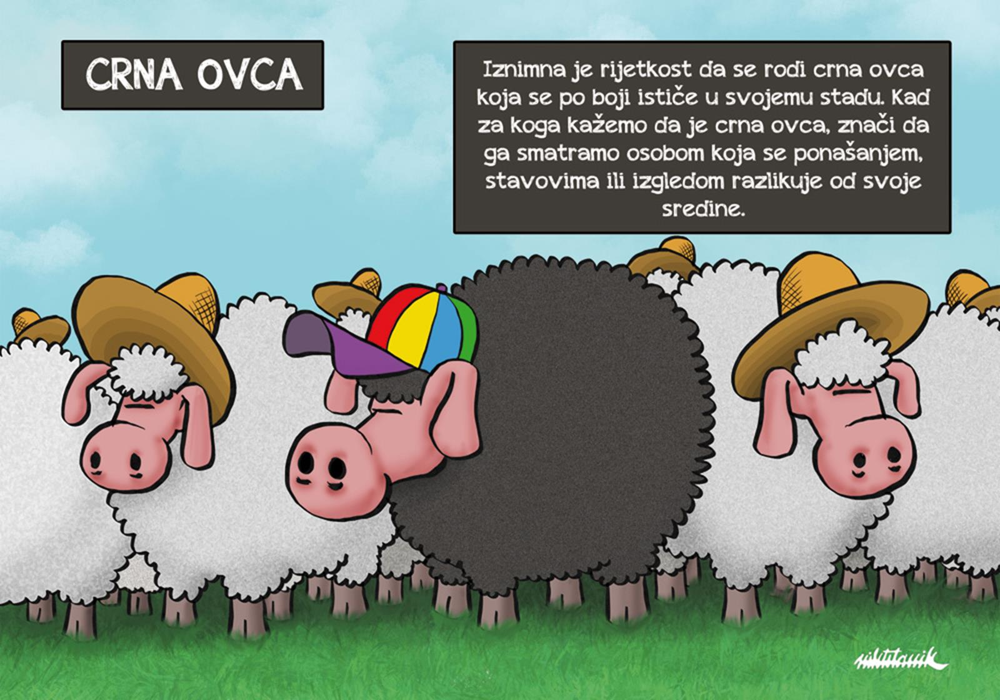 CRNA OVCA
Iznimna je rijetkost da se rodi crna ovca
koja se po boji ističe u svojemu stadu. Kad
za koga kažemo da je crna ovca, znači da
ga smatramo osobom koja se ponašanjem,
stavovima ili izgledom razlikuje od svoje
sredine.
niktitanik